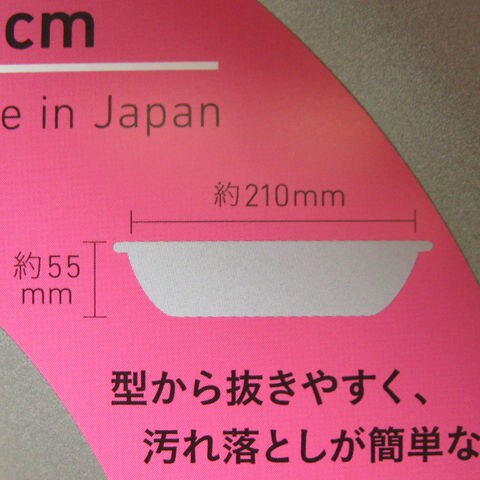 cm
e in Japan
約210mm
約55
mm
型から抜きやすく、
汚れ落としが簡単な